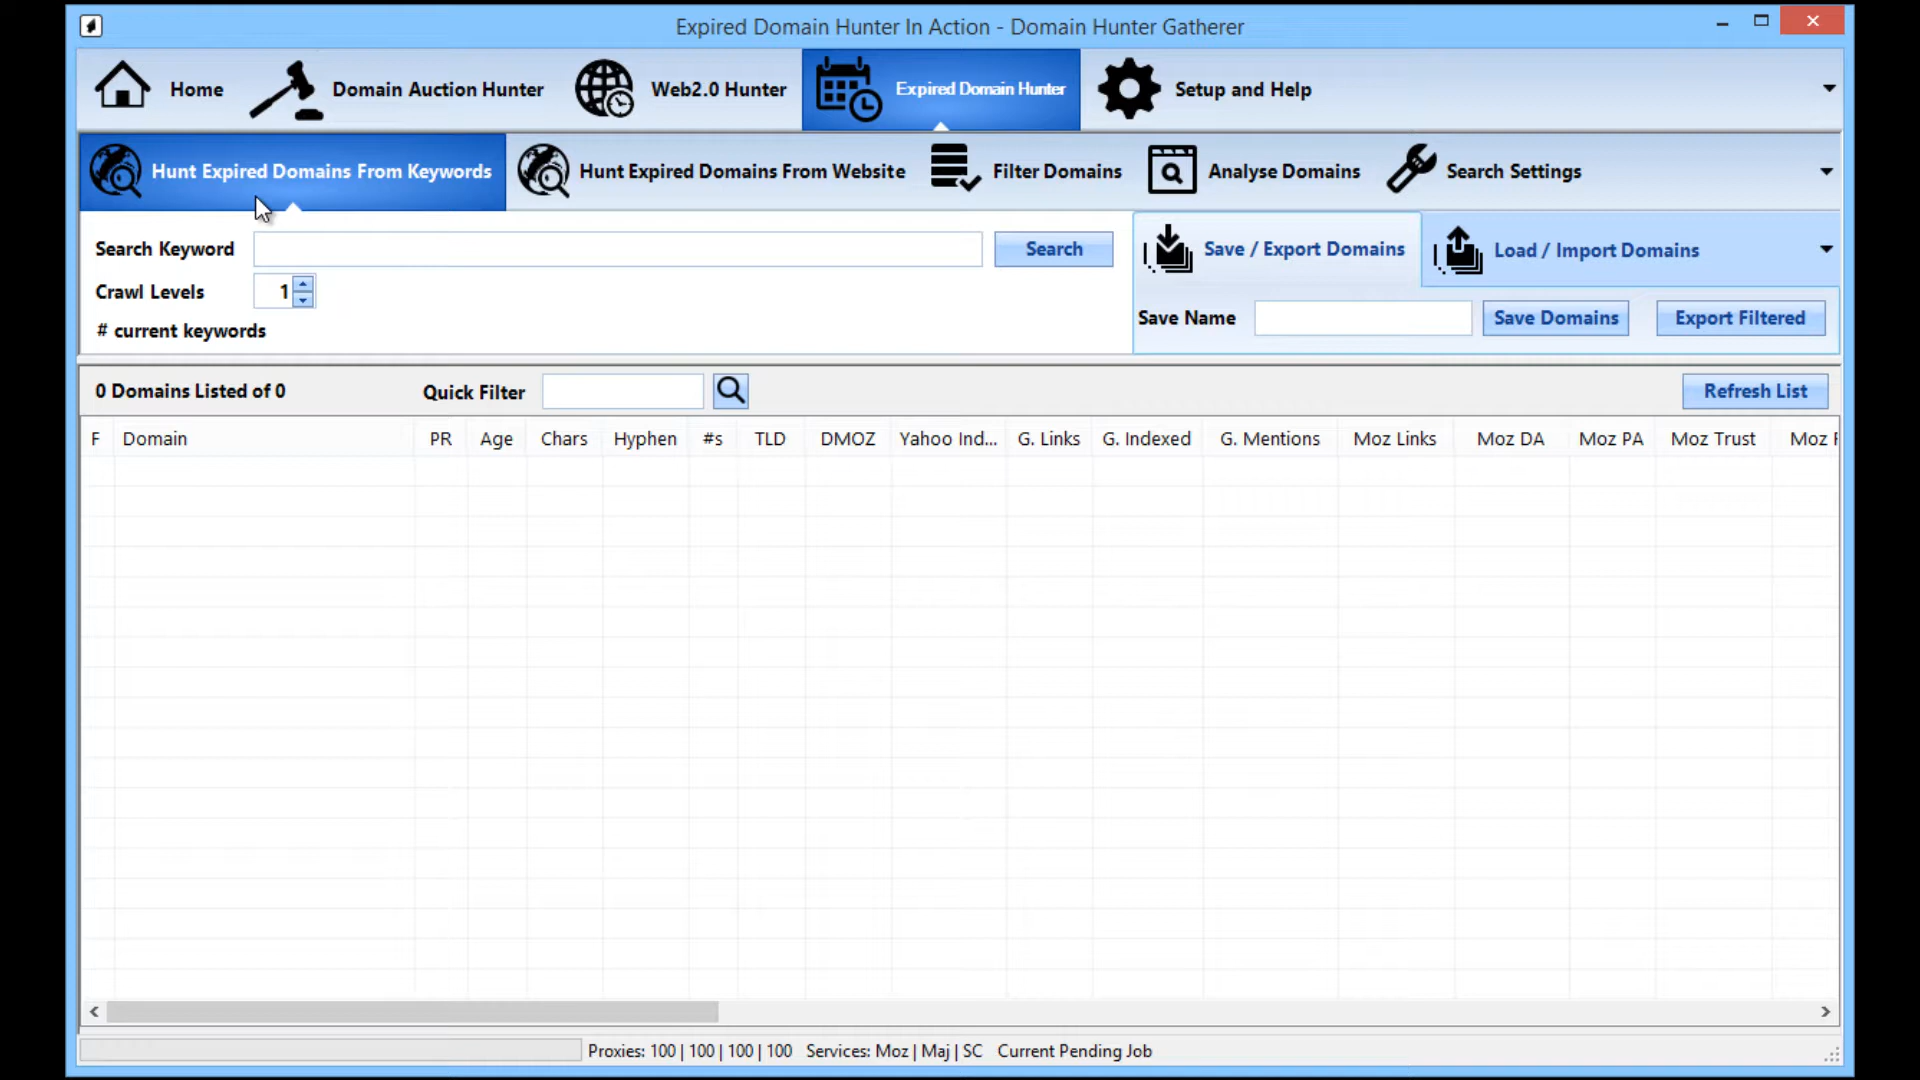 Expired Domain Hunter In Action - Domain Hunter Gatherer
Home Domain Auction Hunter Web2.0 Hunter Expired Domain Hunter Setup and Help
Hunt Expired Domains From Keywords Hunt Expired Domains From Website Filter Domains Analyse Domains Search Settings
Search Keyword Search Save / Export Domains Load / Import Domains
Crawl Levels 1
# current keywords Save Name Save Domains Export Filtered
0 Domains Listed of 0 Quick Filter Refresh List
F Domain PR Age Chars Hyphen #s TLD DMOZ Yahoo Ind... G. Links G. Indexed G. Mentions Moz Links Moz DA Moz PA Moz Trust Moz
Proxies: 100 | 100 | 100 | 100 Services: Moz | Maj | SC Current Pending Job